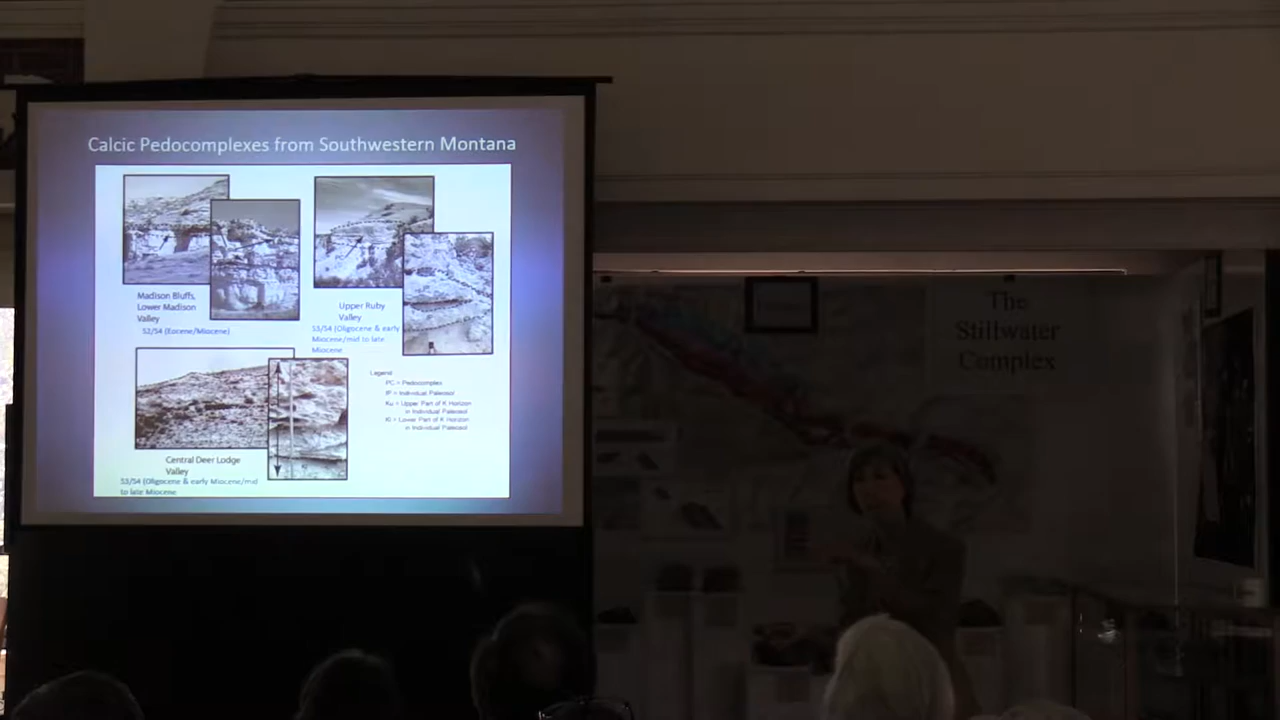 Calcic Pedocomplexes from Southwestern Montana
Madison Bluffs,
Lower Madison
Valley
S2/S4 (Eocene/Miocene)
Upper Ruby
Valley
S3/S4 (Oligocene & early
Miocene/mid to late
Miocene
Central Deer Lodge
Valley
S3/S4 (Oligocene & early Miocene/mid
to late Miocene
Legend
PC = Pedocomplex
IP = Individual Paleosol
Ku = Upper Part of K Horizon
in Individual Paleosol
Kl = Lower Part of K Horizon
in Individual Paleosol
The
Stillwater
Complex